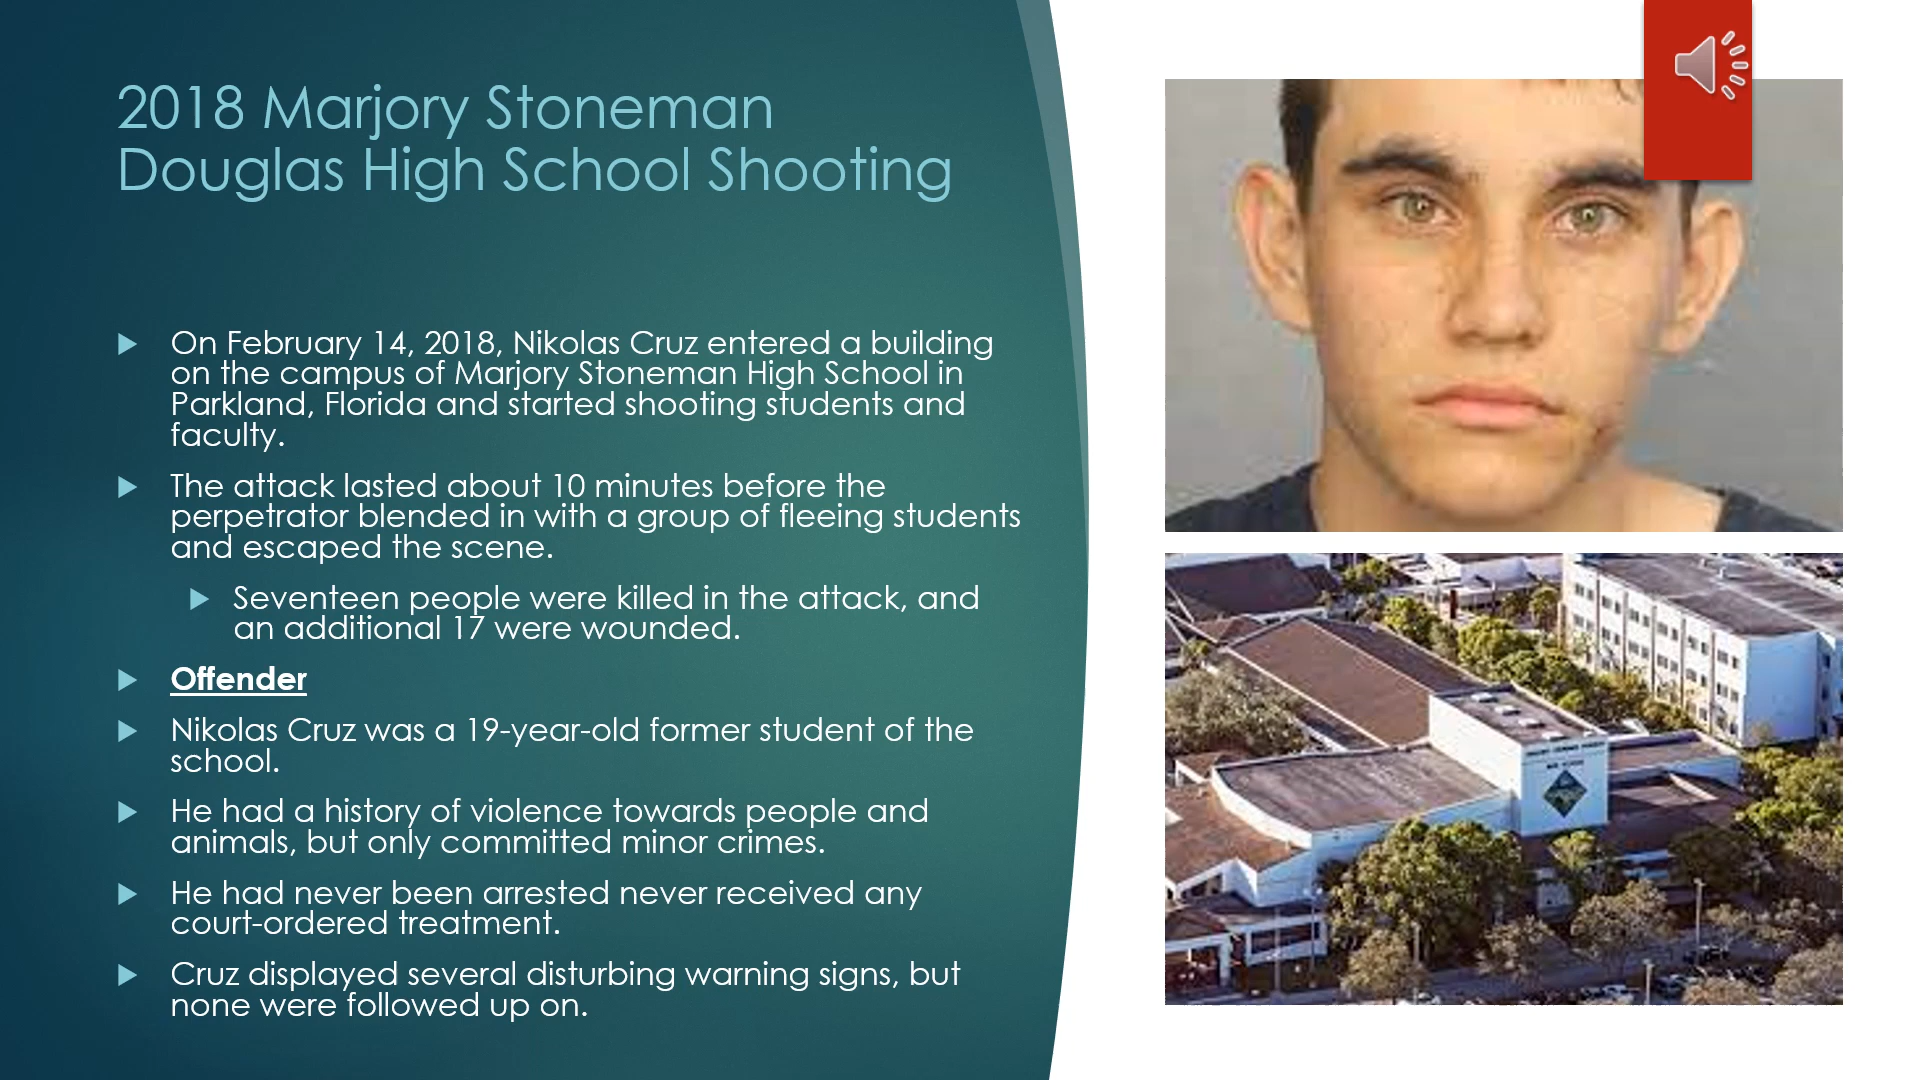 2018 Marjory Stoneman
Douglas High School Shooting
On February 14, 2018, Nikolas Cruz entered a building
on the campus of Marjory Stoneman High School in
Parkland, Florida and started shooting students and
faculty.
The attack lasted about 10 minutes before the
perpetrator blended in with a group of fleeing students
and escaped the scene.
Seventeen people were killed in the attack, and
an additional 17 were wounded.
Offender
Nikolas Cruz was a 19-year-old former student of the
school.
He had a history of violence towards people and
animals, but only committed minor crimes.
He had never been arrested never received any
court-ordered treatment.
Cruz displayed several disturbing warning signs, but
none were followed up on.